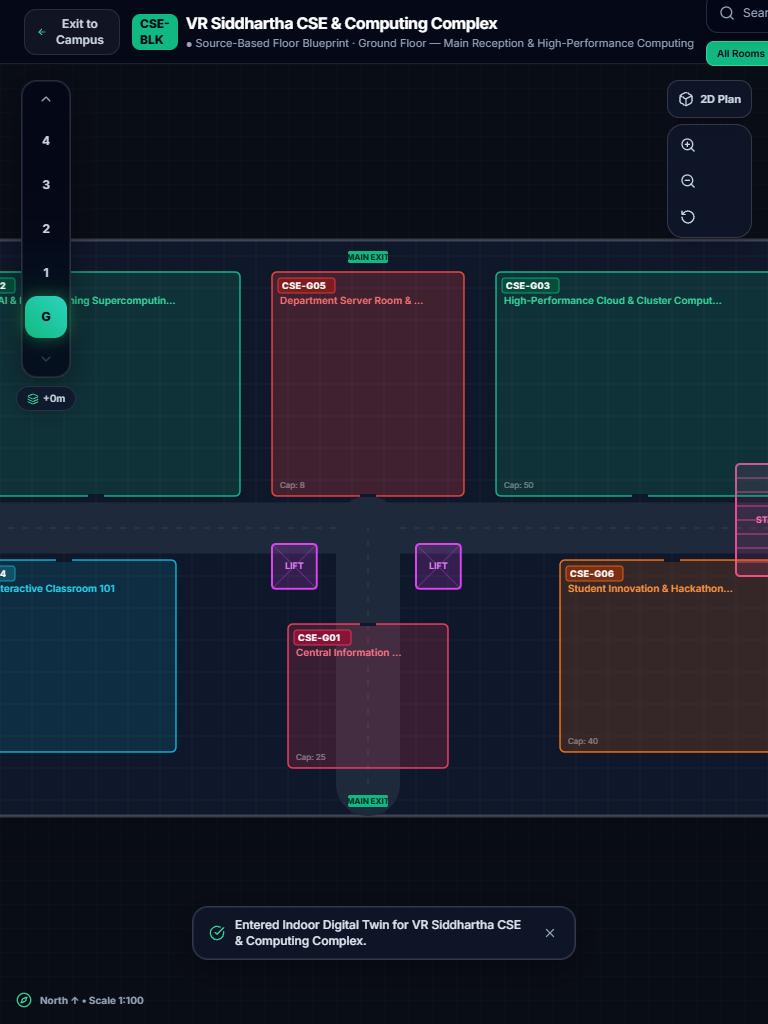 Exit to
Campus
CSE-
BLK
VR Siddhartha CSE & Computing Complex
● Source-Based Floor Blueprint · Ground Floor — Main Reception & High-Performance Computing
Sear
All Rooms
2D Plan
4
3
2
1
G
+0m
MAIN EXIT
2
AI &
ning Supercomputin...
CSE-G05
Department Server Room & ...
Cap: 8
CSE-G03
High-Performance Cloud & Cluster Comput...
Cap: 50
ST
LIFT
LIFT
4
teractive Classroom 101
CSE-G01
Central Information ...
Cap: 25
CSE-G06
Student Innovation & Hackathon...
Cap: 40
MAIN EXIT
Entered Indoor Digital Twin for VR Siddhartha CSE
& Computing Complex.
North ↑ • Scale 1:100